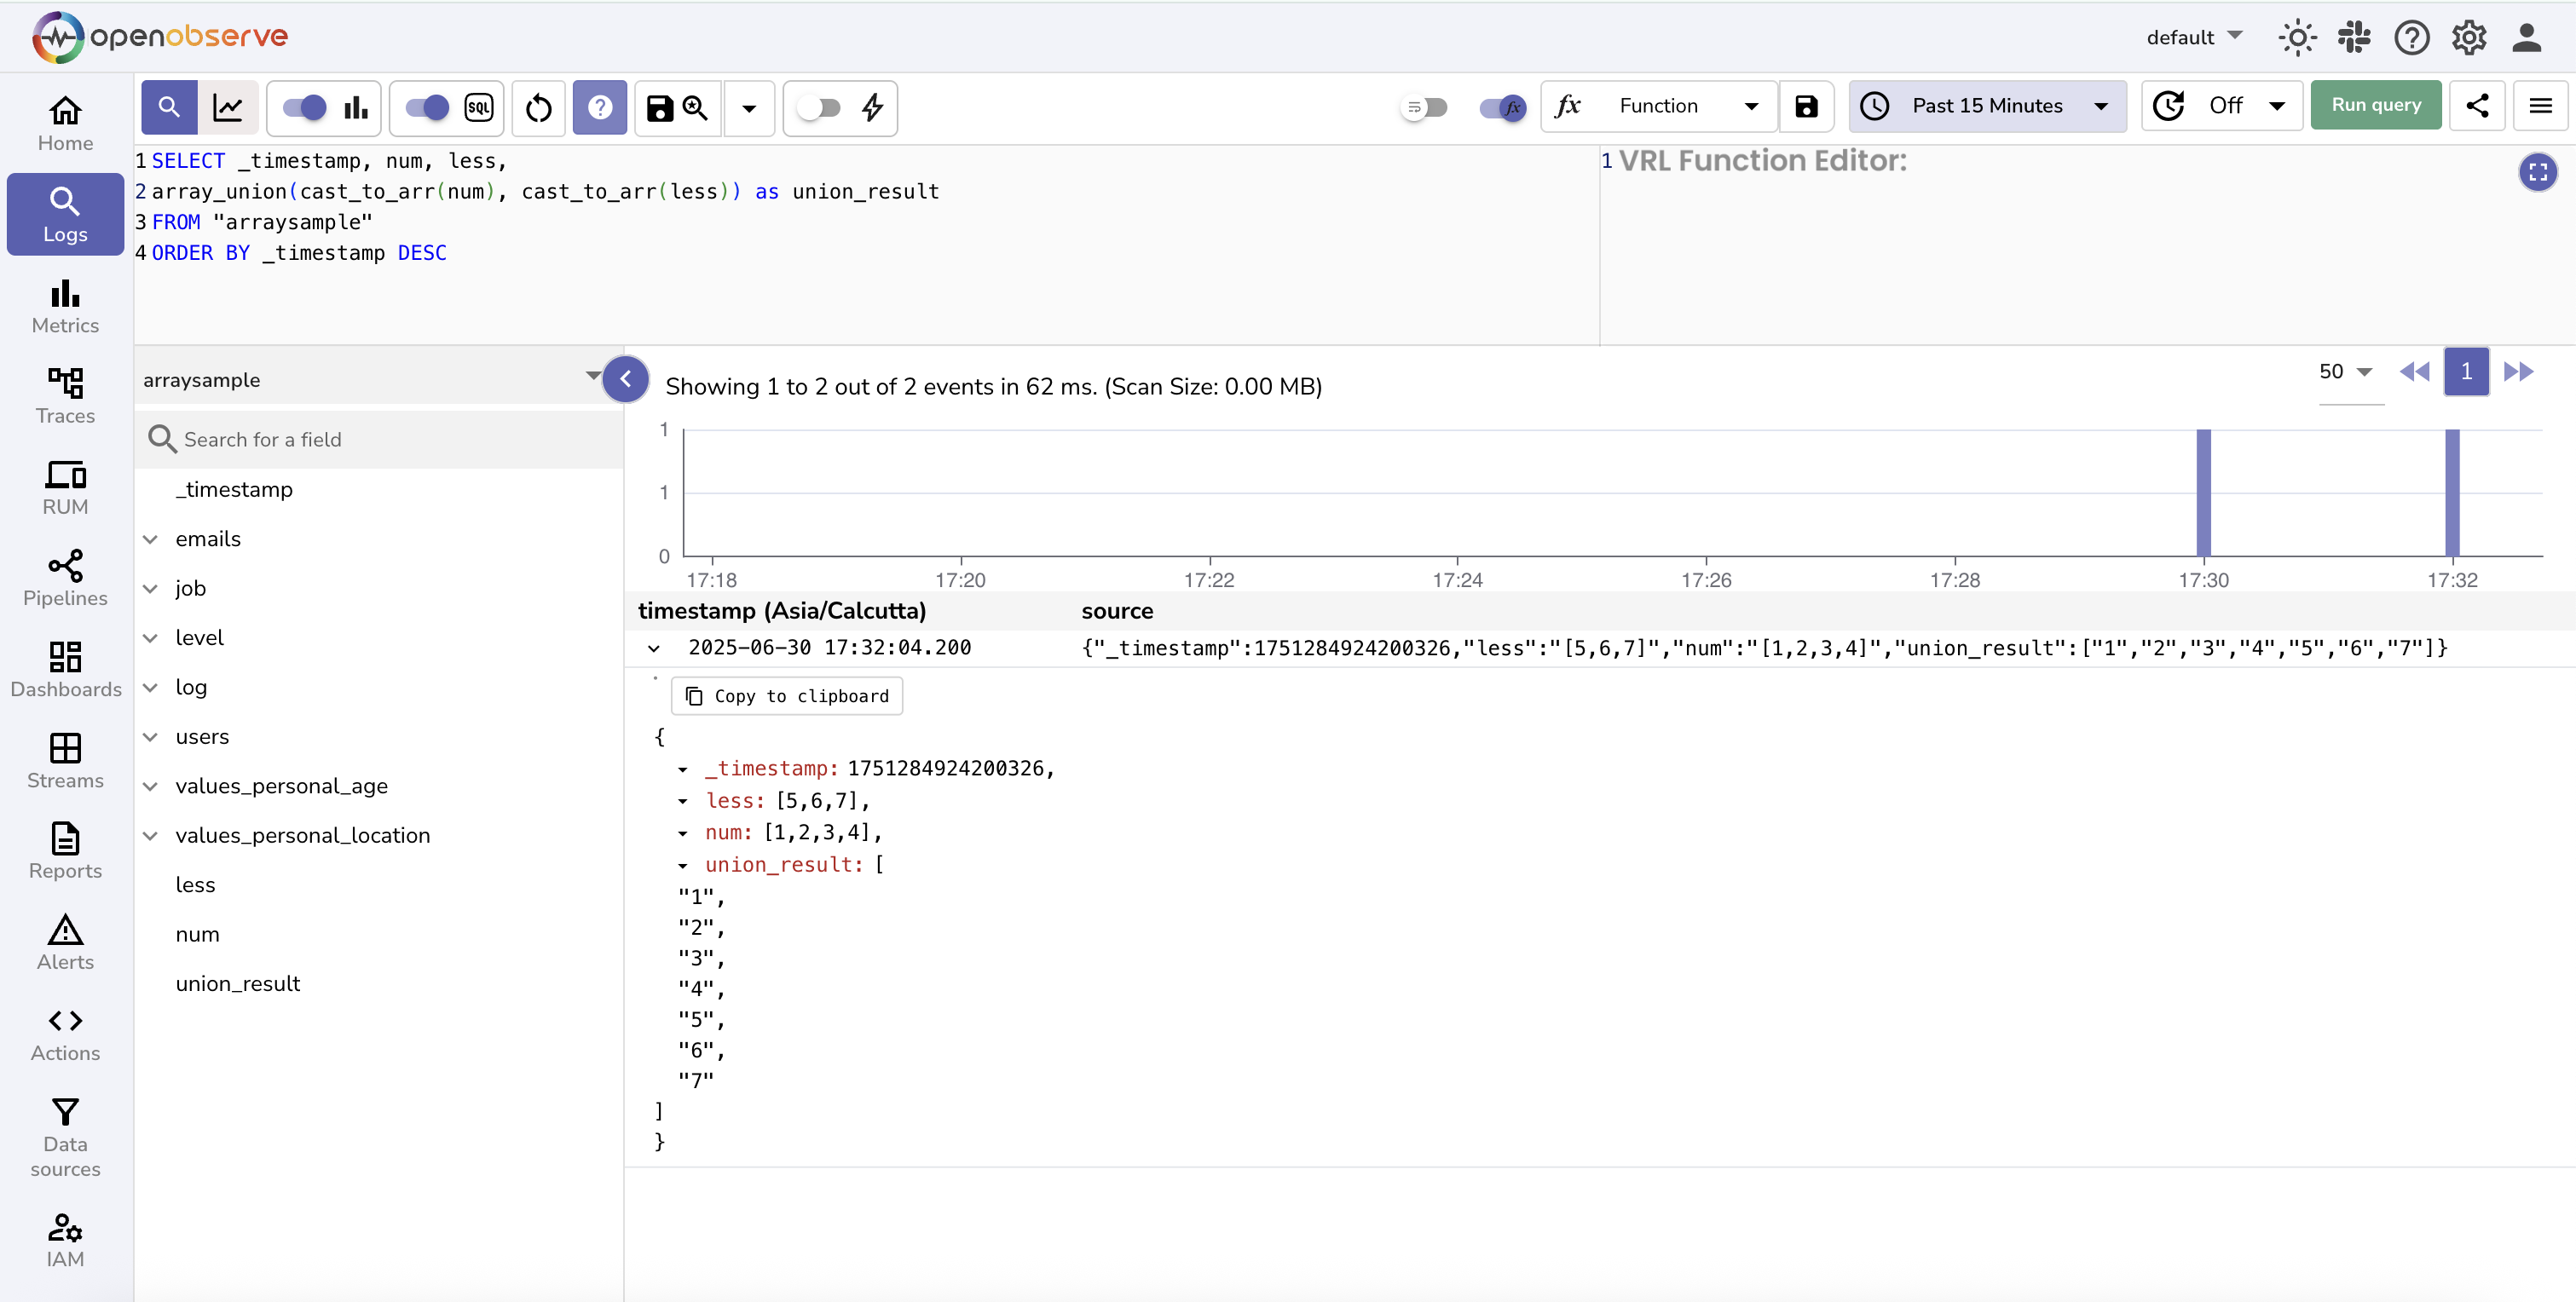 openobserve
default
Function
Past 15 Minutes
Off
Run query
SQL
fx
fx
Home
Logs
Metrics
Traces
RUM
Pipelines
Dashboards
Streams
Reports
Alerts
Actions
Data
sources
IAM
1 SELECT _timestamp, num, less,
2 array_union(cast_to_arr(num), cast_to_arr(less)) as union_result
3 FROM "arraysample"
4 ORDER BY _timestamp DESC
1 VRL Function Editor:
arraysample
Search for a field
_timestamp
emails
job
level
log
users
values_personal_age
values_personal_location
less
num
union_result
Showing 1 to 2 out of 2 events in 62 ms. (Scan Size: 0.00 MB)
50
1
1
1
0
17:18 17:20 17:22 17:24 17:26 17:28 17:30 17:32
timestamp (Asia/Calcutta) source
2025-06-30 17:32:04.200 {"_timestamp":1751284924200326,"less":"[5,6,7]","num":"[1,2,3,4]","union_result":["1","2","3","4","5","6","7"]}
Copy to clipboard
{
_timestamp: 1751284924200326,
less: [5,6,7],
num: [1,2,3,4],
union_result: [
"1",
"2",
"3",
"4",
"5",
"6",
"7"
]
}